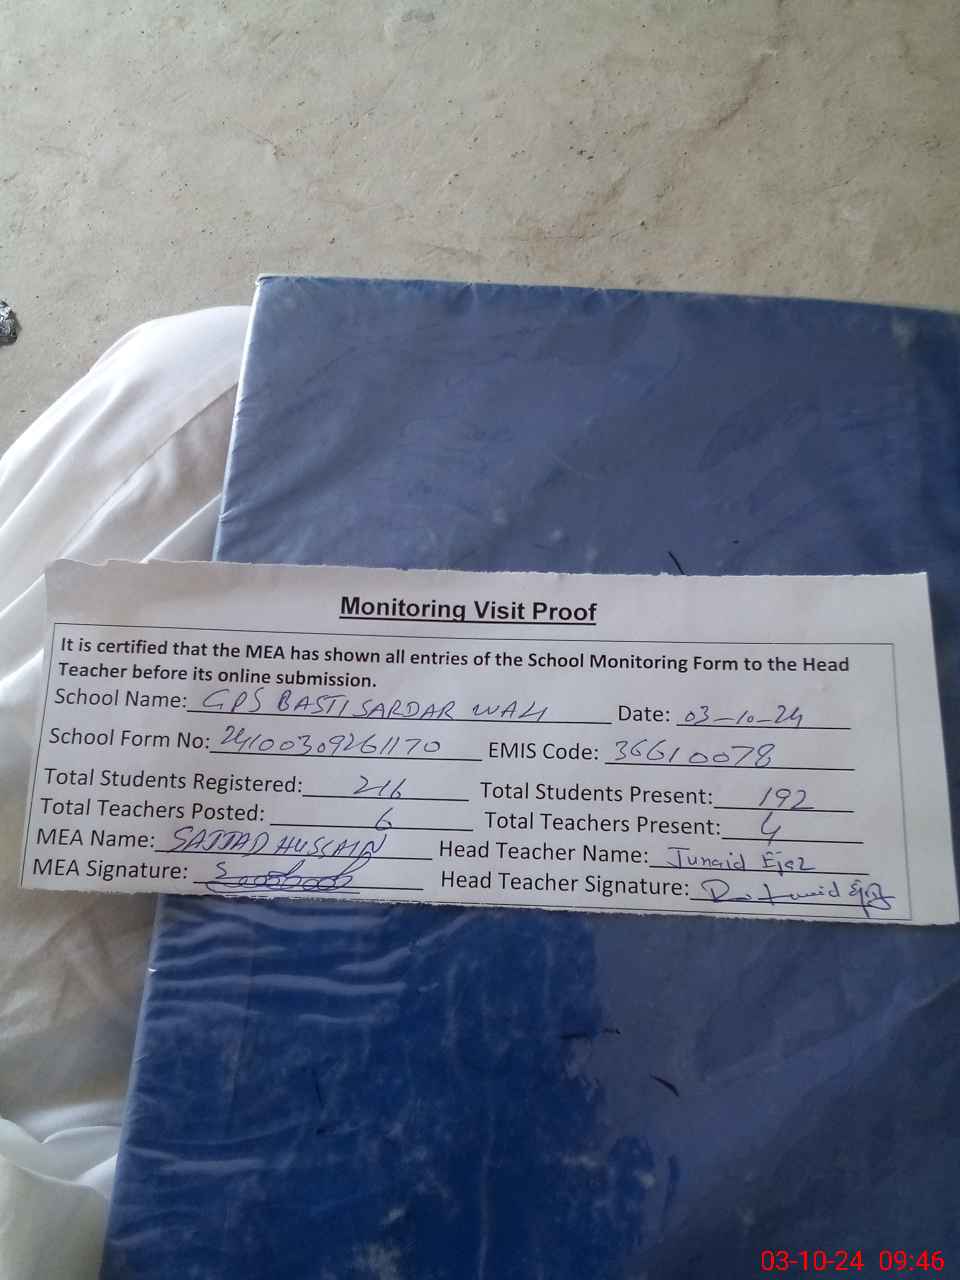 Monitoring Visit Proof
It is certified that the MEA has shown all entries of the School Monitoring Form to the Head
Teacher before its online submission.
School Name: GPS BASTI SARDAR WALI Date: 03-10-24
School Form No: 24100309261170 EMIS Code: 36610078
Total Students Registered: 216 Total Students Present: 192
Total Teachers Posted: 6 Total Teachers Present: 4
MEA Name: SAJJAD HUSSAIN Head Teacher Name: Junaid Ejaz
MEA Signature: Head Teacher Signature: Junaid Ejaz
03-10-24 09:46